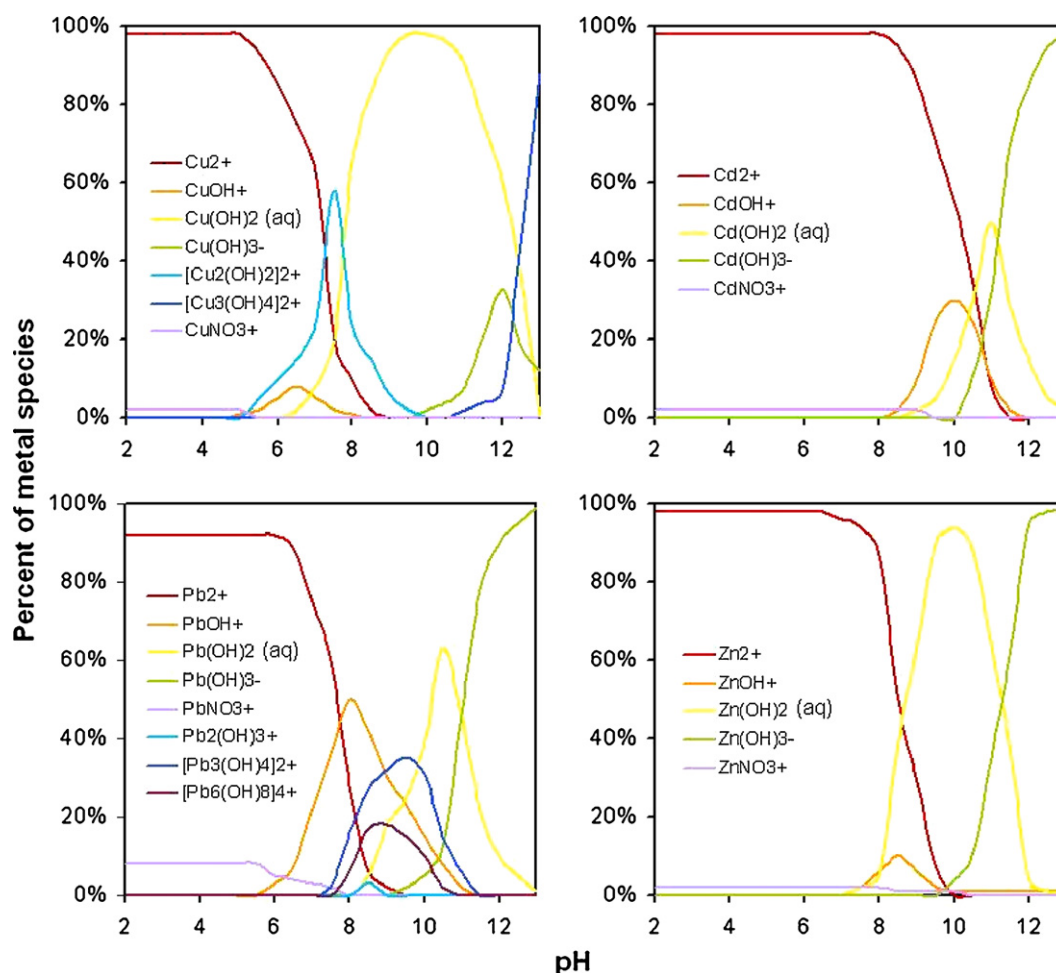 Percent of metal species
100%
80%
60%
40%
20%
0%
Cu2+
CuOH+
Cu(OH)2 (aq)
Cu(OH)3-
[Cu2(OH)2]2+
[Cu3(OH)4]2+
CuNO3+
2 4 6 8 10 12
100%
80%
60%
40%
20%
0%
Cd2+
CdOH+
Cd(OH)2 (aq)
Cd(OH)3-
CdNO3+
2 4 6 8 10 12
100%
80%
60%
40%
20%
0%
Pb2+
PbOH+
Pb(OH)2 (aq)
Pb(OH)3-
PbNO3+
Pb2(OH)3+
[Pb3(OH)4]2+
[Pb6(OH)8]4+
2 4 6 8 10 12
100%
80%
60%
40%
20%
0%
Zn2+
ZnOH+
Zn(OH)2 (aq)
Zn(OH)3-
ZnNO3+
2 4 6 8 10 12
pH